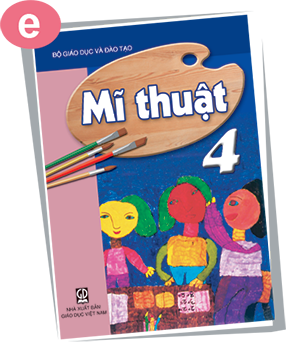 e
BỘ GIÁO DỤC VÀ ĐÀO TẠO
Mĩ thuật
4
NHÀ XUẤT BẢN
GIÁO DỤC VIỆT NAM